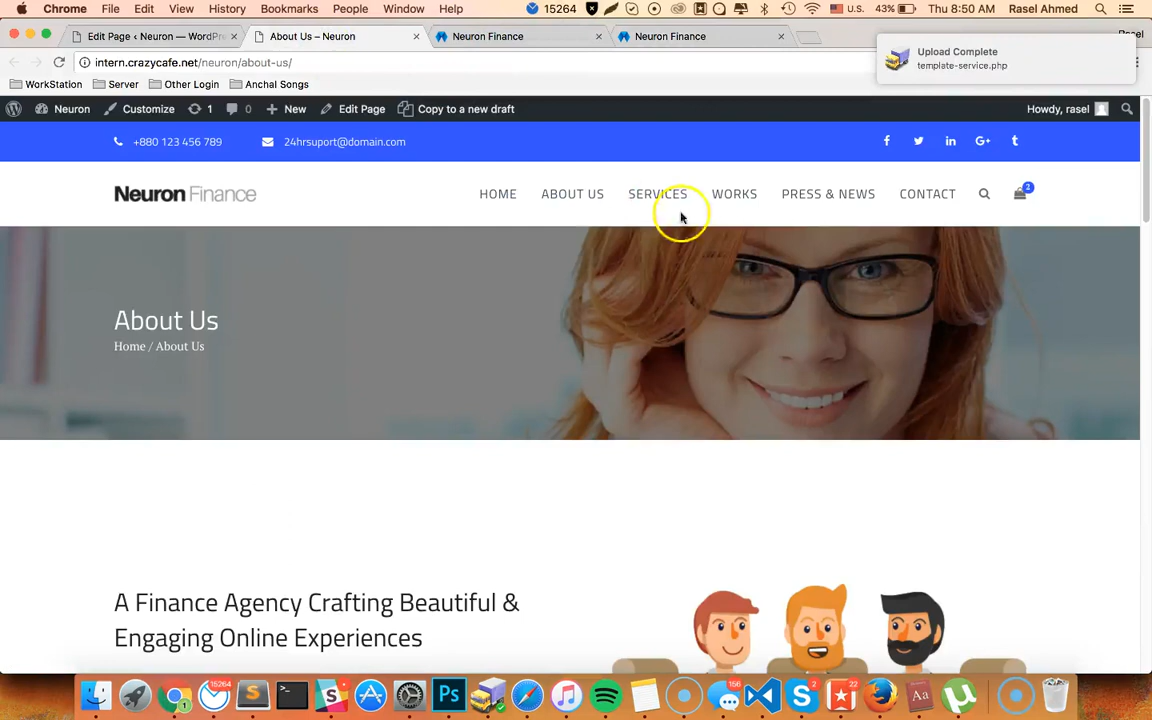 Chrome File Edit View History Bookmarks People Window Help 15264 U.S. 43% Thu 8:50 AM Rasel Ahmed
Edit Page ‹ Neuron — WordPre
About Us – Neuron
Neuron Finance
Neuron Finance
Upload Complete
template-service.php
intern.crazycafe.net/neuron/about-us/
WorkStation Server Other Login Anchal Songs
Neuron Customize 1 0 New Edit Page Copy to a new draft Howdy, rasel
+880 123 456 789 24hrsuport@domain.com
Neuron Finance
HOME ABOUT US SERVICES WORKS PRESS & NEWS CONTACT 2
About Us
Home / About Us
A Finance Agency Crafting Beautiful &
Engaging Online Experiences
15264 156 2 22